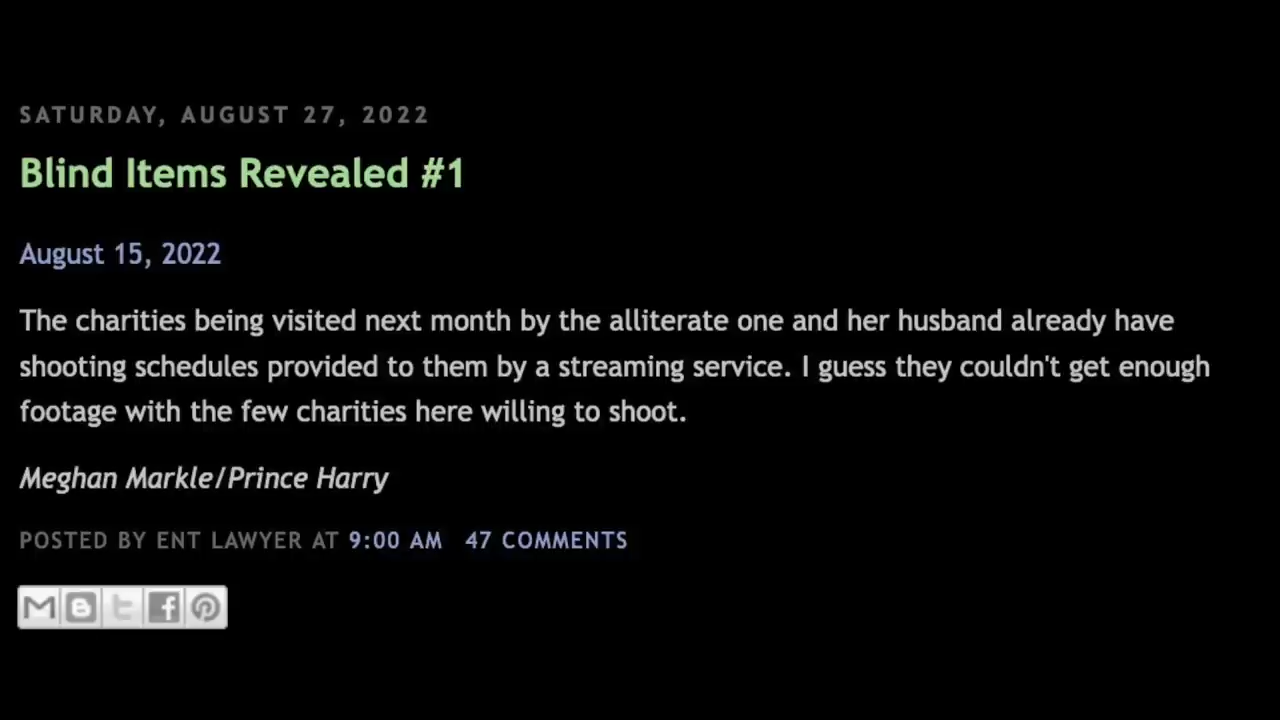 SATURDAY, AUGUST 27, 2022
Blind Items Revealed #1
August 15, 2022
The charities being visited next month by the alliterate one and her husband already have
shooting schedules provided to them by a streaming service. I guess they couldn't get enough
footage with the few charities here willing to shoot.
Meghan Markle/Prince Harry
POSTED BY ENT LAWYER AT 9:00 AM 47 COMMENTS